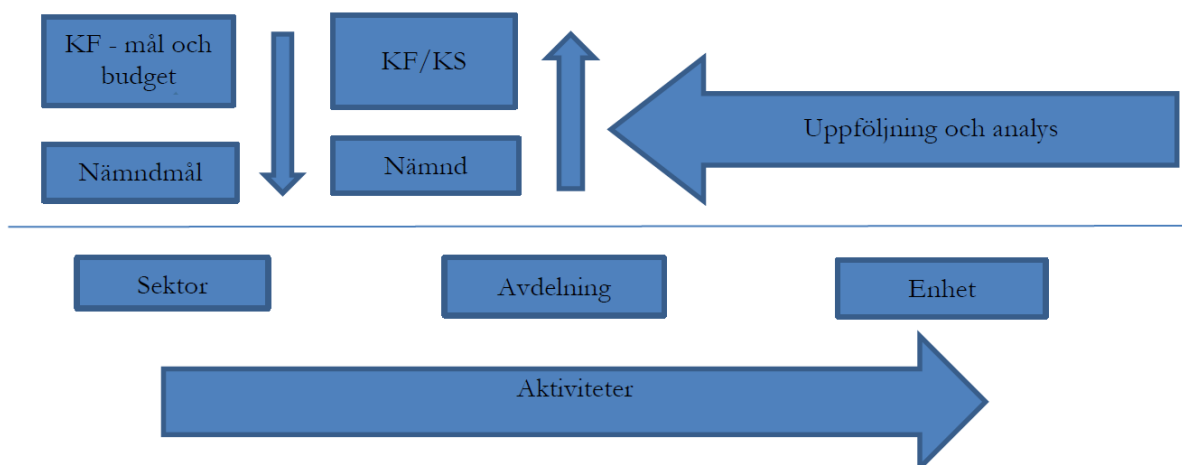 KF - mål och
budget
KF/KS
Uppföljning och analys
Nämndmål
Nämnd
Sektor
Avdelning
Enhet
Aktiviteter